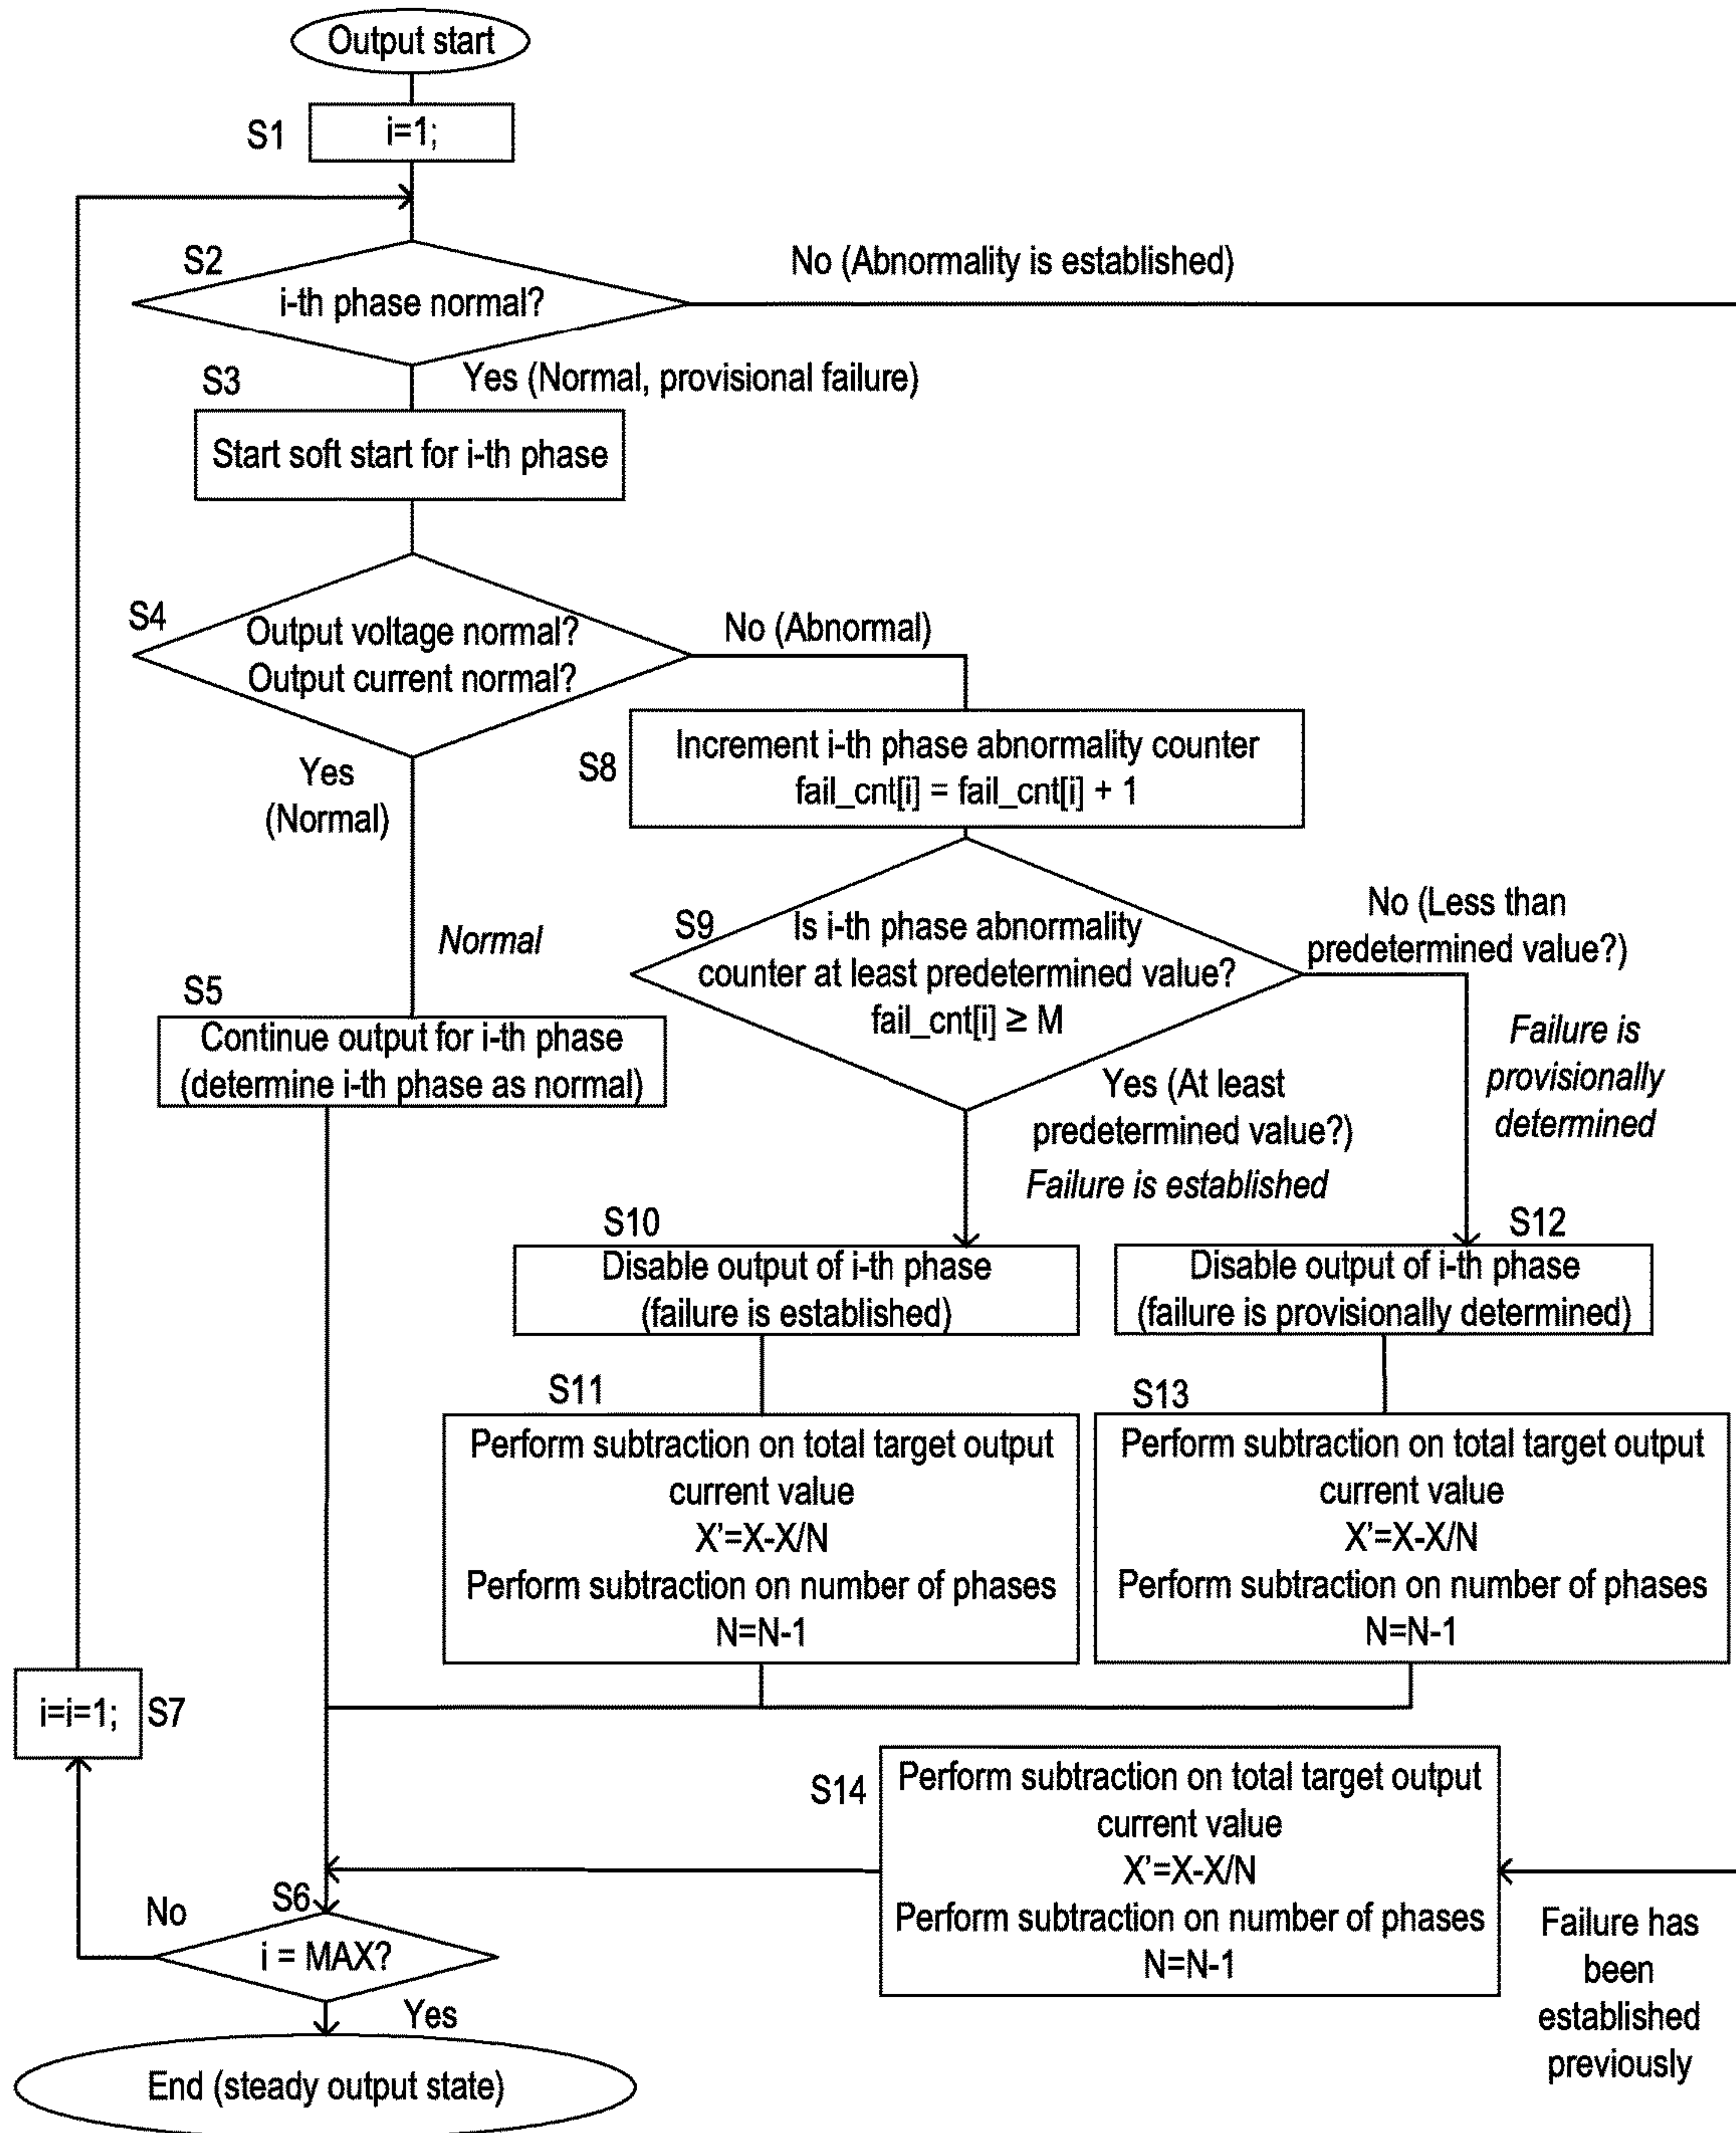 Output start
S1
i=1;
S2
i-th phase normal?
No (Abnormality is established)
Yes (Normal, provisional failure)
S3
Start soft start for i-th phase
S4
Output voltage normal?
Output current normal?
No (Abnormal)
Yes
(Normal)
S8
Increment i-th phase abnormality counter
fail_cnt[i] = fail_cnt[i] + 1
Normal
S9
Is i-th phase abnormality
counter at least predetermined value?
fail_cnt[i] ≥ M
No (Less than
predetermined value?)
Failure is
provisionally
determined
S5
Continue output for i-th phase
(determine i-th phase as normal)
Yes (At least
predetermined value?)
Failure is established
S10
Disable output of i-th phase
(failure is established)
S12
Disable output of i-th phase
(failure is provisionally determined)
S11
Perform subtraction on total target output
current value
X'=X-X/N
Perform subtraction on number of phases
N=N-1
S13
Perform subtraction on total target output
current value
X'=X-X/N
Perform subtraction on number of phases
N=N-1
i=i=1;
S7
S14
Perform subtraction on total target output
current value
X'=X-X/N
Perform subtraction on number of phases
N=N-1
Failure has
been
established
previously
No
S6
i = MAX?
Yes
End (steady output state)